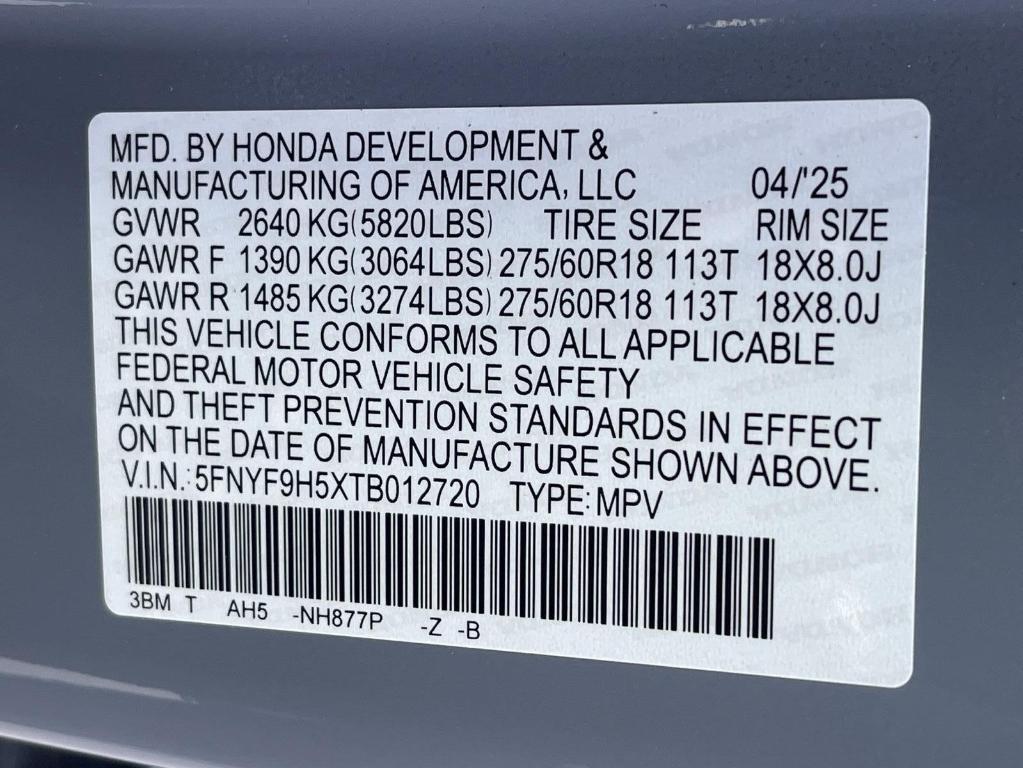 MFD. BY HONDA DEVELOPMENT &
MANUFACTURING OF AMERICA, LLC 04/'25
GVWR 2640 KG(5820LBS) TIRE SIZE RIM SIZE
GAWR F 1390 KG(3064LBS) 275/60R18 113T 18X8.0J
GAWR R 1485 KG(3274LBS) 275/60R18 113T 18X8.0J
THIS VEHICLE CONFORMS TO ALL APPLICABLE
FEDERAL MOTOR VEHICLE SAFETY
AND THEFT PREVENTION STANDARDS IN EFFECT
ON THE DATE OF MANUFACTURE SHOWN ABOVE.
V.I.N.: 5FNYF9H5XTB012720 TYPE: MPV
3BM T AH5 -NH877P -Z -B